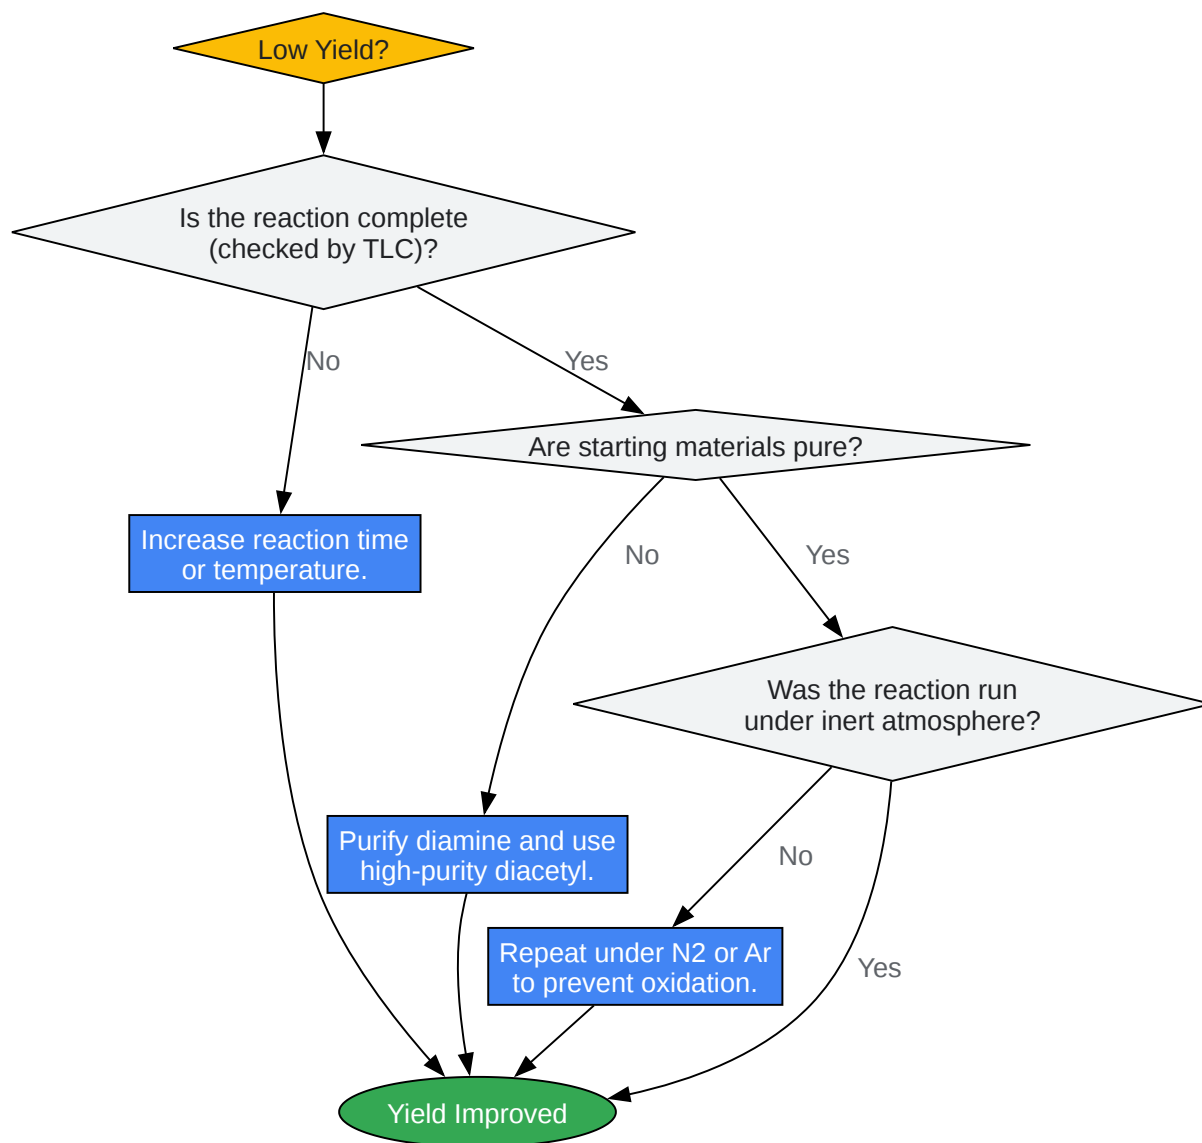 Low Yield?
Is the reaction complete
(checked by TLC)?
No
Yes
Are starting materials pure?
Increase reaction time
or temperature.
No
Yes
Was the reaction run
under inert atmosphere?
Purify diamine and use
high-purity diacetyl.
No
Repeat under N2 or Ar
to prevent oxidation.
Yes
Yield Improved